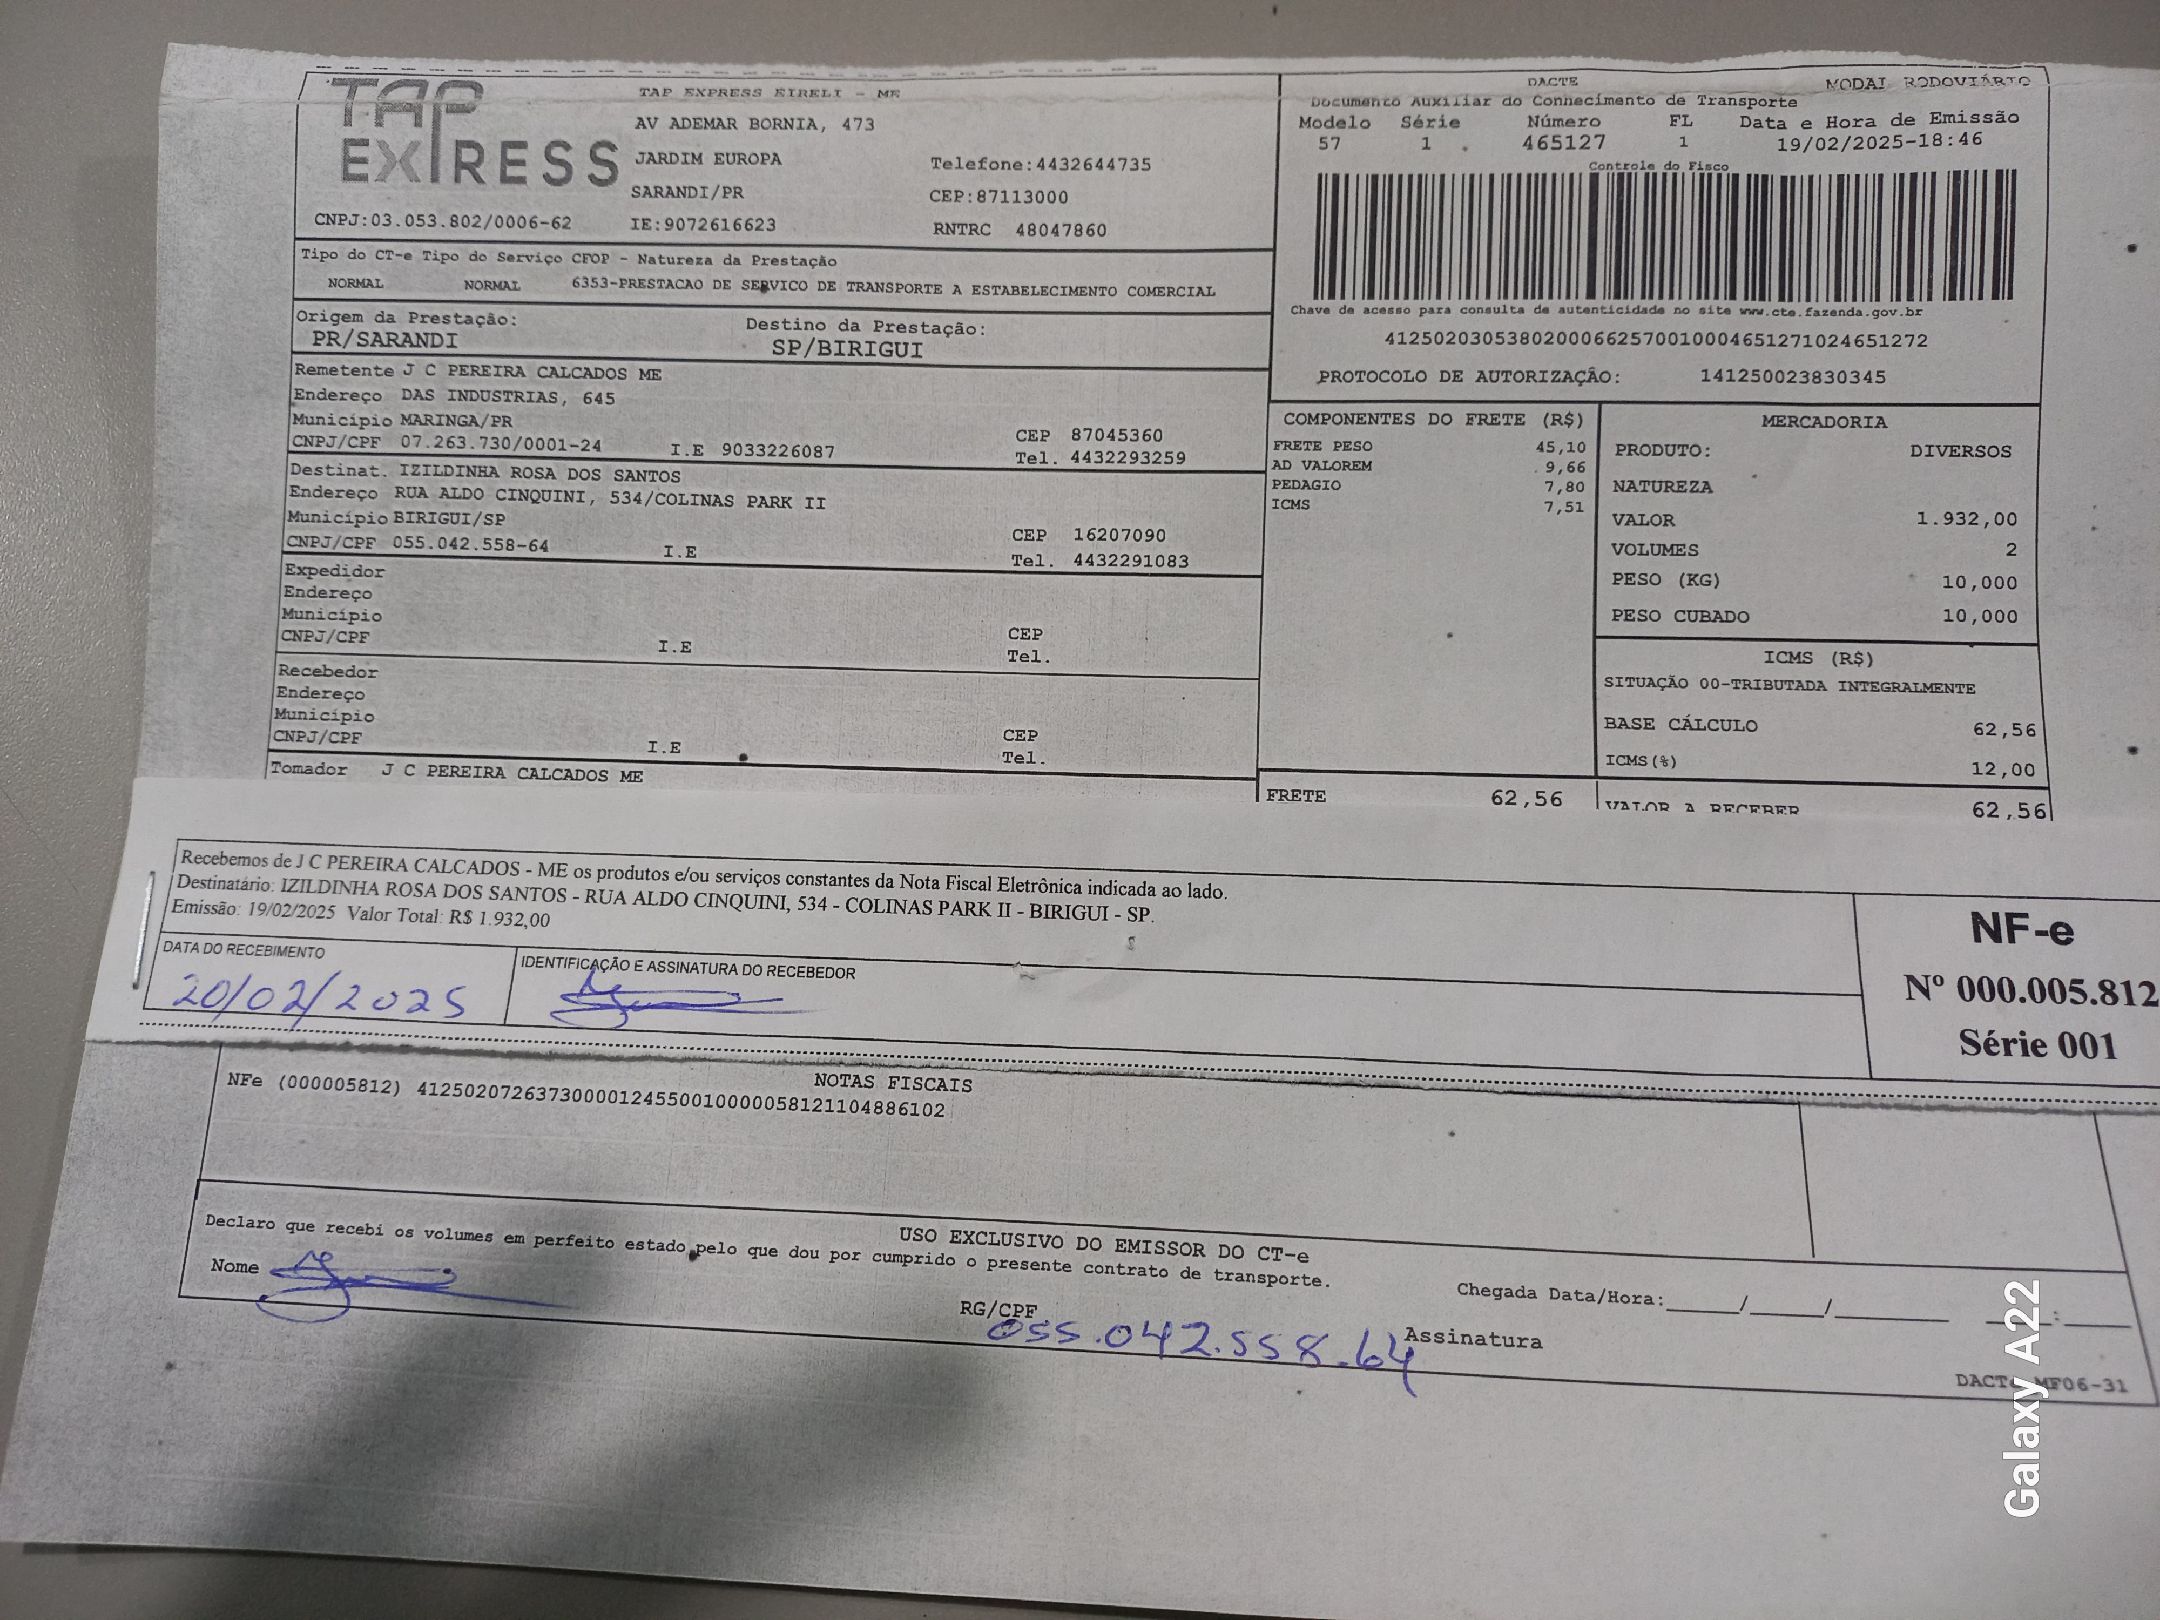 TAP EXPRESS
TAP EXPRESS EIRELI - ME
AV ADEMAR BORNIA, 473
JARDIM EUROPA
Telefone:4432644735
SARANDI/PR
CEP:87113000
CNPJ:03.053.802/0006-62 IE:9072616623 RNTRC 48047860
DACTE MODAL RODOVIÁRIO
Documento Auxiliar do Connecimento de Transporte
Modelo Série Número FL Data e Hora de Emissão
57 1 465127 1 19/02/2025-18:46
Controle do Fisco
Chave de acesso para consulta de autenticidade no site www.cte.fazenda.gov.br
41250203053802000662570010004651271024651272
PROTOCOLO DE AUTORIZAÇÃO: 141250023830345
Tipo do CT-e Tipo do Serviço CFOP - Natureza da Prestação
NORMAL NORMAL 6353-PRESTACAO DE SERVICO DE TRANSPORTE A ESTABELECIMENTO COMERCIAL
Origem da Prestação: Destino da Prestação:
PR/SARANDI SP/BIRIGUI
Remetente J C PEREIRA CALCADOS ME
Endereço DAS INDUSTRIAS, 645
Município MARINGA/PR CEP 87045360
CNPJ/CPF 07.263.730/0001-24 I.E 9033226087 Tel. 4432293259
Destinat. IZILDINHA ROSA DOS SANTOS
Endereço RUA ALDO CINQUINI, 534/COLINAS PARK II
Município BIRIGUI/SP CEP 16207090
CNPJ/CPF 055.042.558-64 I.E Tel. 4432291083
Expedidor
Endereço
Município CEP
CNPJ/CPF I.E Tel.
Recebedor
Endereço
Município CEP
CNPJ/CPF I.E Tel.
Tomador J C PEREIRA CALCADOS ME
COMPONENTES DO FRETE (R$)
FRETE PESO 45,10
AD VALOREM 9,66
PEDAGIO 7,80
ICMS 7,51
FRETE 62,56
MERCADORIA
PRODUTO: DIVERSOS
NATUREZA
VALOR 1.932,00
VOLUMES 2
PESO (KG) 10,000
PESO CUBADO 10,000
ICMS (R$)
SITUAÇÃO 00-TRIBUTADA INTEGRALMENTE
BASE CÁLCULO 62,56
ICMS(%) 12,00
VALOR A RECEBER 62,56
Recebemos de J C PEREIRA CALCADOS - ME os produtos e/ou serviços constantes da Nota Fiscal Eletrônica indicada ao lado.
Destinatário: IZILDINHA ROSA DOS SANTOS - RUA ALDO CINQUINI, 534 - COLINAS PARK II - BIRIGUI - SP.
Emissão: 19/02/2025 Valor Total: R$ 1.932,00
DATA DO RECEBIMENTO IDENTIFICAÇÃO E ASSINATURA DO RECEBEDOR
20/02/2025
NF-e
Nº 000.005.812
Série 001
NOTAS FISCAIS
NFe (000005812) 41250207263730000124550010000058121104886102
USO EXCLUSIVO DO EMISSOR DO CT-e
Declaro que recebi os volumes em perfeito estado pelo que dou por cumprido o presente contrato de transporte.
Nome
RG/CPF 055.042.558.64
Chegada Data/Hora:______/______/_________ ____:_____
Assinatura
MF06-31
Galaxy A22